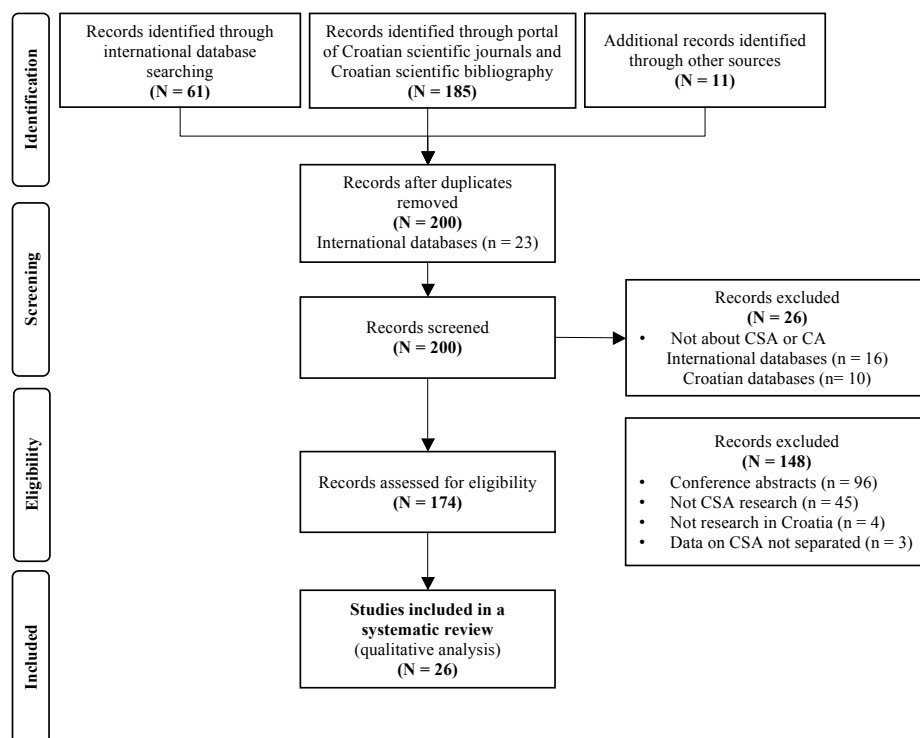 Identification
Records identified through
international database
searching
(N = 61)
Records identified through portal
of Croatian scientific journals and
Croatian scientific bibliography
(N = 185)
Additional records identified
through other sources
(N = 11)
Records after duplicates
removed
(N = 200)
International databases (n = 23)
Screening
Records screened
(N = 200)
Records excluded
(N = 26)
• Not about CSA or CA
International databases (n = 16)
Croatian databases (n= 10)
Eligibility
Records assessed for eligibility
(N = 174)
Records excluded
(N = 148)
• Conference abstracts (n = 96)
• Not CSA research (n = 45)
• Not research in Croatia (n = 4)
• Data on CSA not separated (n = 3)
Included
Studies included in a
systematic review
(qualitative analysis)
(N = 26)